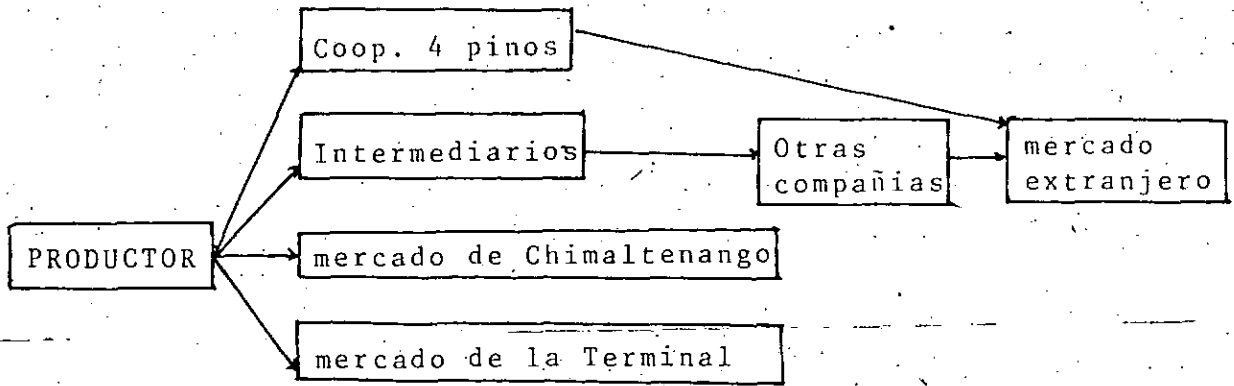 Coop. 4 pinos
Intermediarios
Otras
compañias
mercado
extranjero
PRODUCTOR
mercado de Chimaltenango
mercado de la Terminal